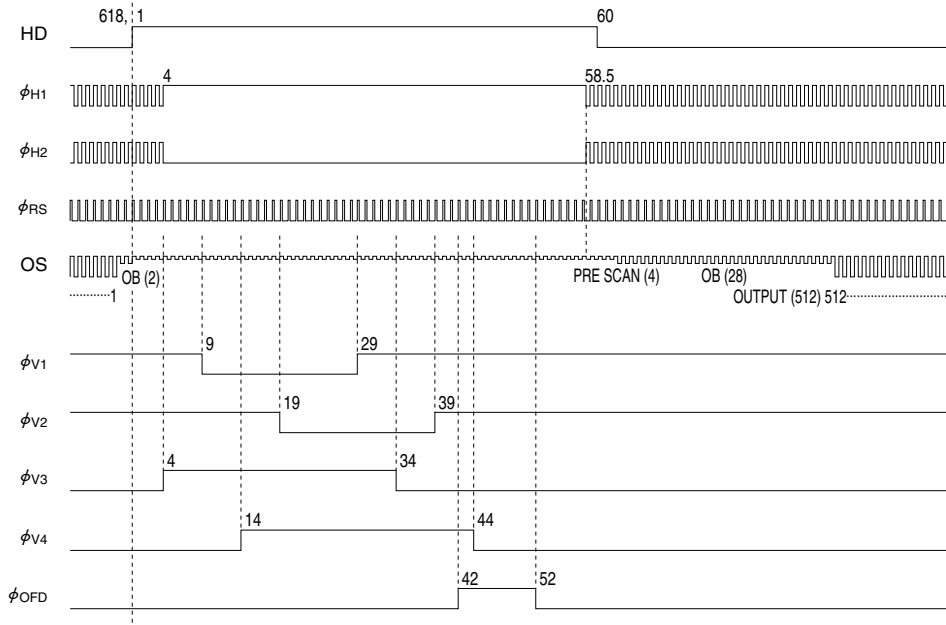 618, 1 60
HD
4 58.5
ϕH1
ϕH2
ϕRS
OS
OB (2) PRE SCAN (4) OB (28)
1 OUTPUT (512) 512
9 29
ϕV1
19 39
ϕV2
4 34
ϕV3
14 44
ϕV4
42 52
ϕOFD